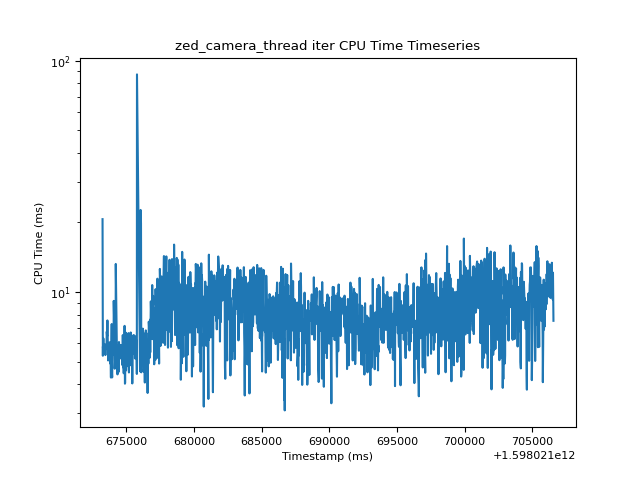 zed_camera_thread iter CPU Time Timeseries
10²
10¹
CPU Time (ms)
675000 680000 685000 690000 695000 700000 705000
Timestamp (ms)
+1.598021e12